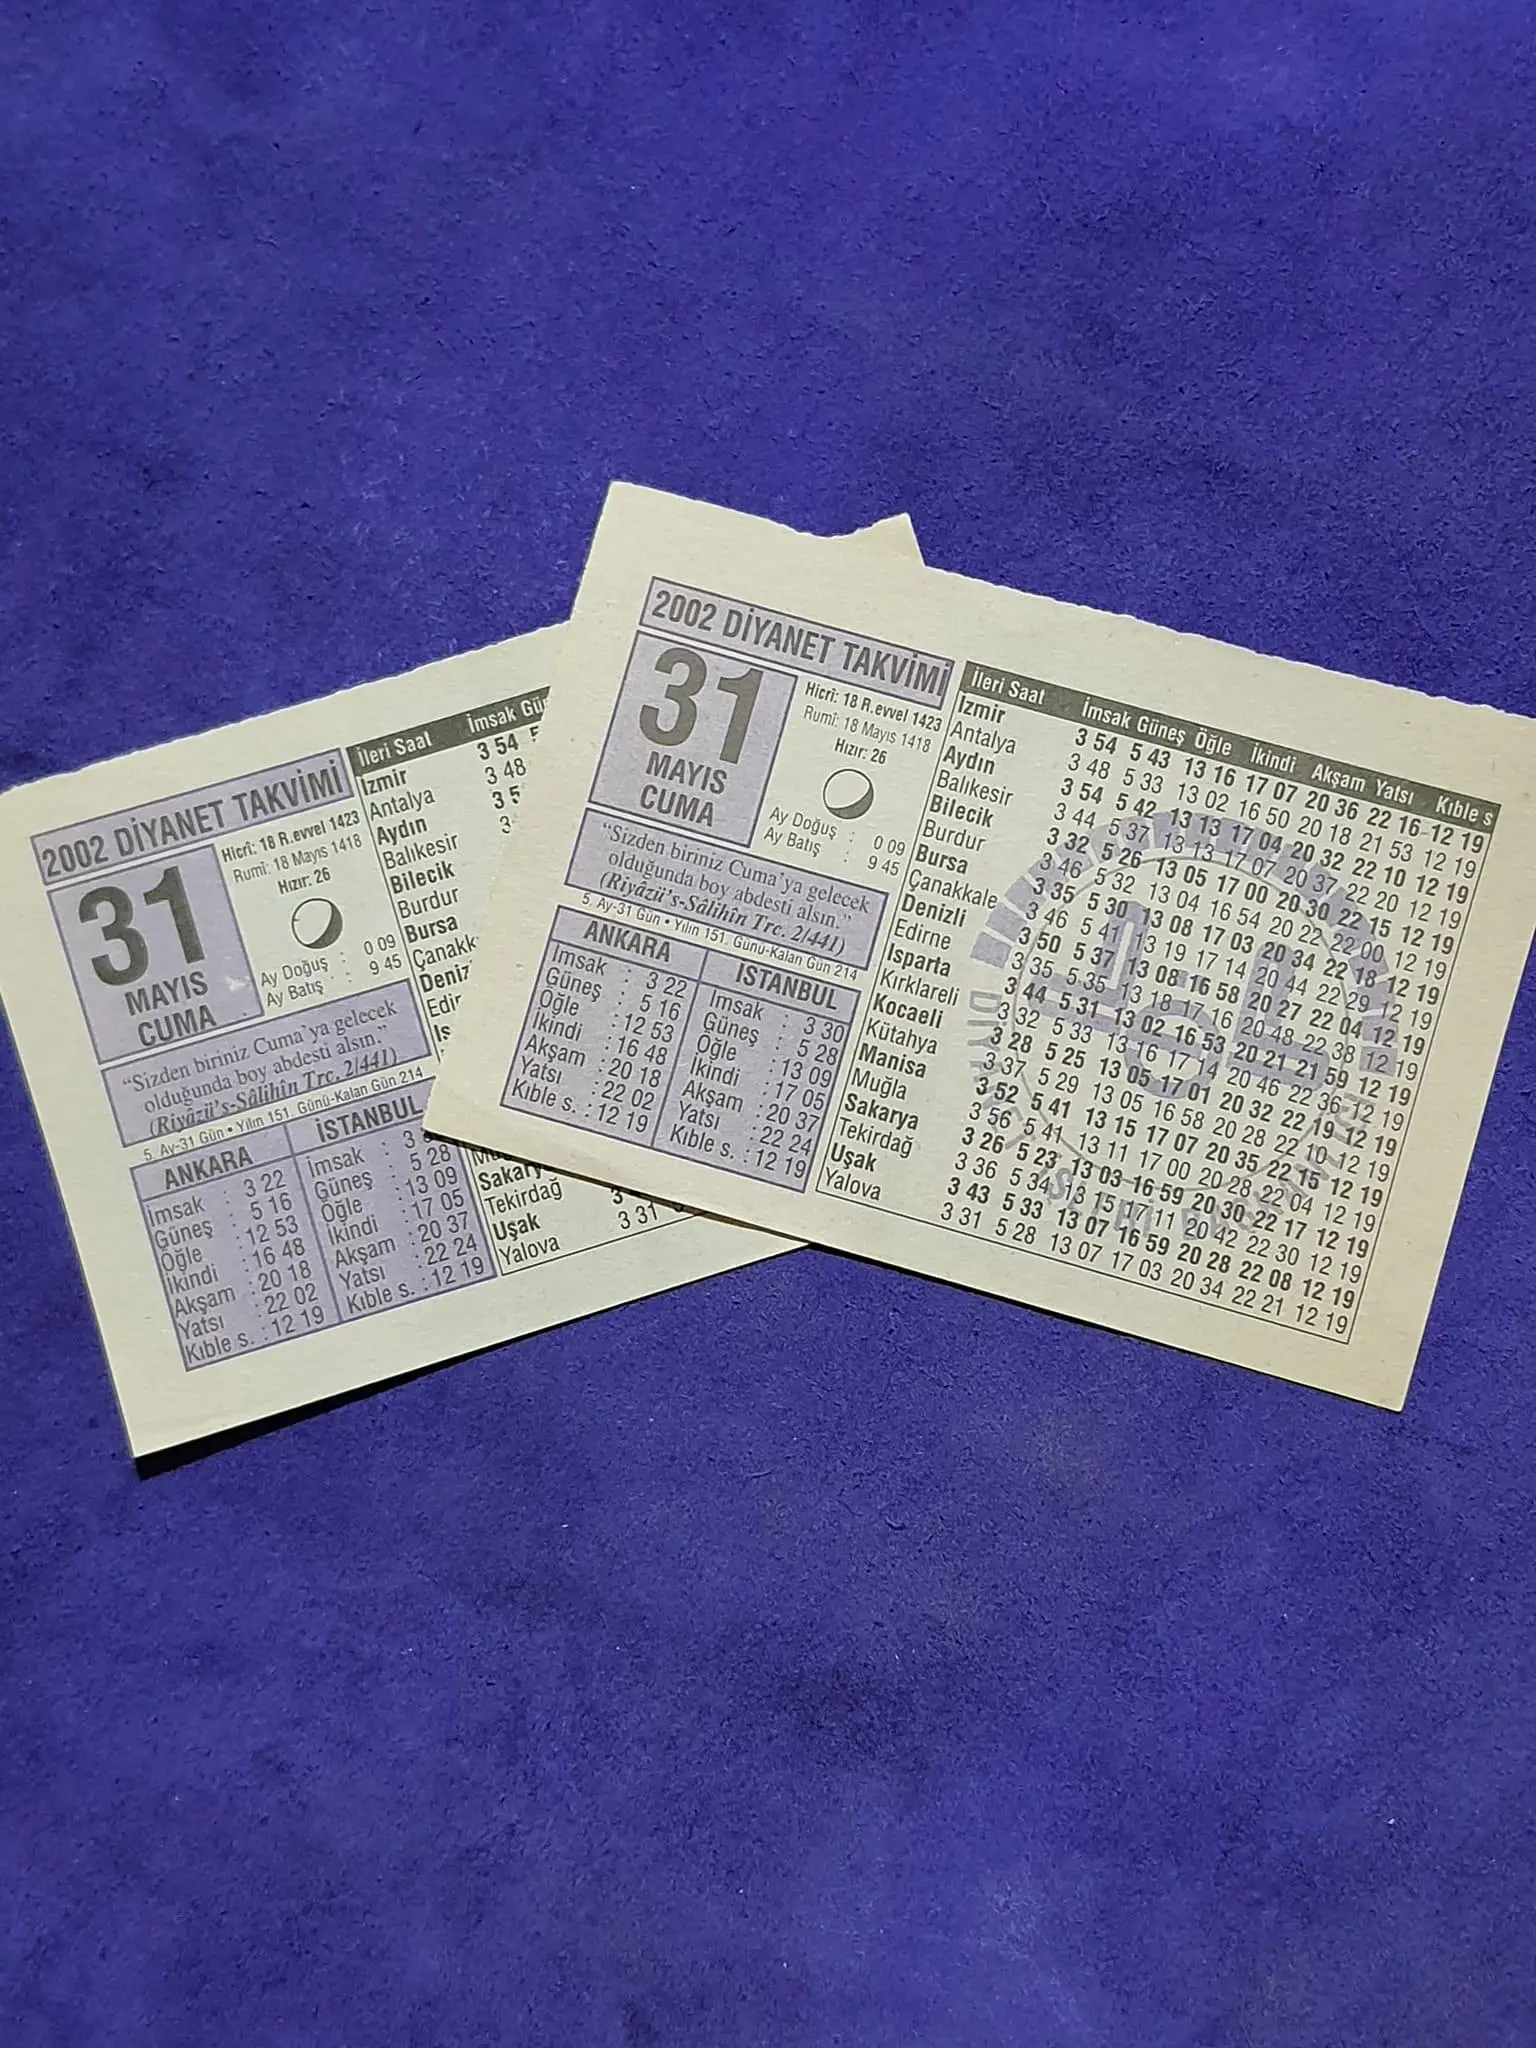 2002 DİYANET TAKVİMİ
31
MAYIS
CUMA
Hicrî: 18 R.evvel 1423
Rumî: 18 Mayıs 1418
Hızır: 26
Ay Doğuş : 0 09
Ay Batış : 9 45
“Sizden biriniz Cuma’ya gelecek
olduğunda boy abdesti alsın.”
(Riyâzü’s-Sâlihîn Trc. 2/441)
5. Ay-31 Gün • Yılın 151. Günü-Kalan Gün 214
ANKARA
İmsak : 3 22
Güneş : 5 16
Öğle : 12 53
İkindi : 16 48
Akşam : 20 18
Yatsı : 22 02
Kıble s. : 12 19
İSTANBUL
İmsak : 3
Güneş : 5 28
Öğle : 13 09
İkindi : 17 05
Akşam : 20 37
Yatsı : 22 24
Kıble s. : 12 19
İleri Saat İmsak Gü
İzmir 3 54
Antalya 3 48
Aydın
Balıkesir
Bilecik
Burdur
Bursa
Sakary
Tekirdağ
Uşak 3 31
Yalova
2002 DİYANET TAKVİMİ
31
MAYIS
CUMA
Hicrî: 18 R.evvel 1423
Rumî: 18 Mayıs 1418
Hızır: 26
Ay Doğuş : 0 09
Ay Batış : 9 45
“Sizden biriniz Cuma’ya gelecek
olduğunda boy abdesti alsın.”
(Riyâzü’s-Sâlihîn Trc. 2/441)
5. Ay-31 Gün • Yılın 151. Günü-Kalan Gün 214
ANKARA
İmsak : 3 22
Güneş : 5 16
Öğle : 12 53
İkindi : 16 48
Akşam : 20 18
Yatsı : 22 02
Kıble s. : 12 19
İSTANBUL
İmsak : 3 30
Güneş : 5 28
Öğle : 13 09
İkindi : 17 05
Akşam : 20 37
Yatsı : 22 24
Kıble s. : 12 19
İleri Saat İmsak Güneş Öğle İkindi Akşam Yatsı Kıble s
İzmir 3 54 5 43 13 16 17 07 20 36 22 16 12 19
Antalya 3 48 5 33 13 02 16 50 20 18 21 53 12 19
Aydın 3 54 5 42 13 13 17 04 20 32 22 10 12 19
Balıkesir 3 44 5 37 13 13 17 07 20 37 22 20 12 19
Bilecik 3 32 5 26 13 05 17 00 20 30 22 15 12 19
Burdur 3 46 5 32 13 04 16 54 20 22 22 00 12 19
Bursa 3 35 5 30 13 08 17 03 20 34 22 18 12 19
Çanakkale 3 46 5 41 13 19 17 14 20 44 22 29 12 19
Denizli 3 50 5 37 13 08 16 58 20 27 22 04 12 19
Edirne 3 35 5 35 13 18 17 16 20 48 22 38 12 19
Isparta 3 44 5 31 13 02 16 53 20 21 21 59 12 19
Kırklareli 3 32 5 33 13 16 17 14 20 46 22 36 12 19
Kocaeli 3 28 5 25 13 05 17 01 20 32 22 19 12 19
Kütahya 3 37 5 29 13 05 16 58 20 28 22 10 12 19
Manisa 3 52 5 41 13 15 17 07 20 35 22 15 12 19
Muğla 3 56 5 41 13 11 17 00 20 28 22 04 12 19
Sakarya 3 26 5 23 13 03 16 59 20 30 22 17 12 19
Tekirdağ 3 36 5 34 13 15 17 11 20 42 22 30 12 19
Uşak 3 43 5 33 13 07 16 59 20 28 22 08 12 19
Yalova 3 31 5 28 13 07 17 03 20 34 22 21 12 19